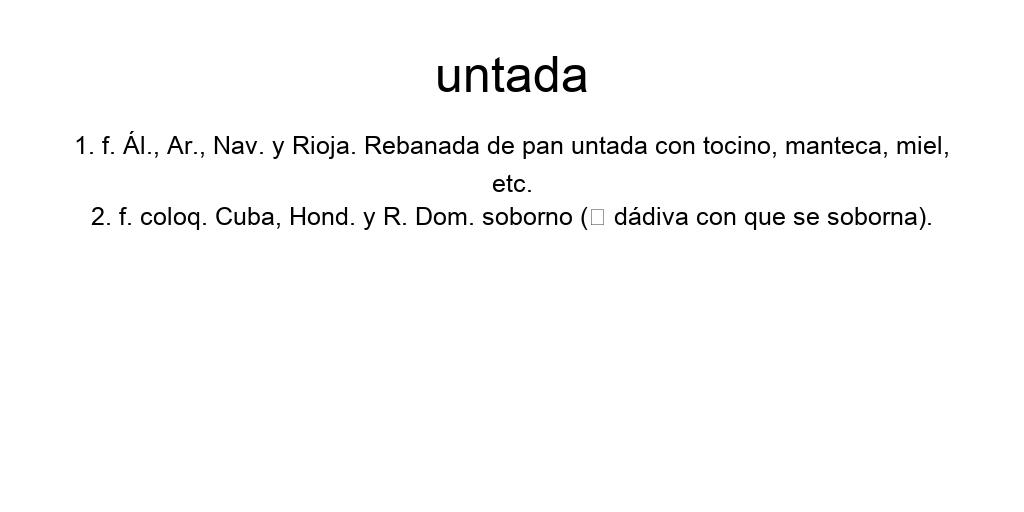 untada
1. f. Ál., Ar., Nav. y Rioja. Rebanada de pan untada con tocino, manteca, miel,
etc.
2. f. coloq. Cuba, Hond. y R. Dom. soborno (▯ dádiva con que se soborna).